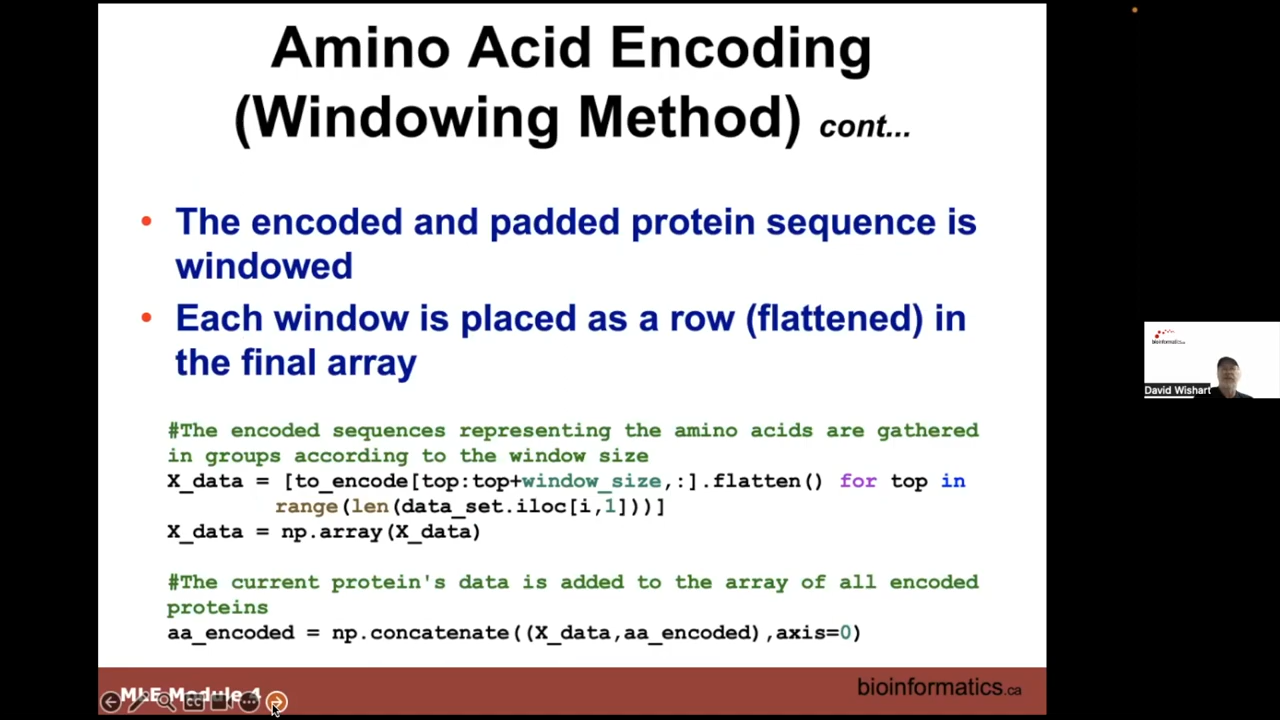 Amino Acid Encoding
(Windowing Method) cont...
• The encoded and padded protein sequence is
windowed
• Each window is placed as a row (flattened) in
the final array
#The encoded sequences representing the amino acids are gathered
in groups according to the window size
X_data = [to_encode[top:top+window_size,:].flatten() for top in
range(len(data_set.iloc[i,1]))]
X_data = np.array(X_data)
#The current protein's data is added to the array of all encoded
proteins
aa_encoded = np.concatenate((X_data,aa_encoded),axis=0)
MLE Module 4
bioinformatics.ca
bioinformatics.ca
David Wishart